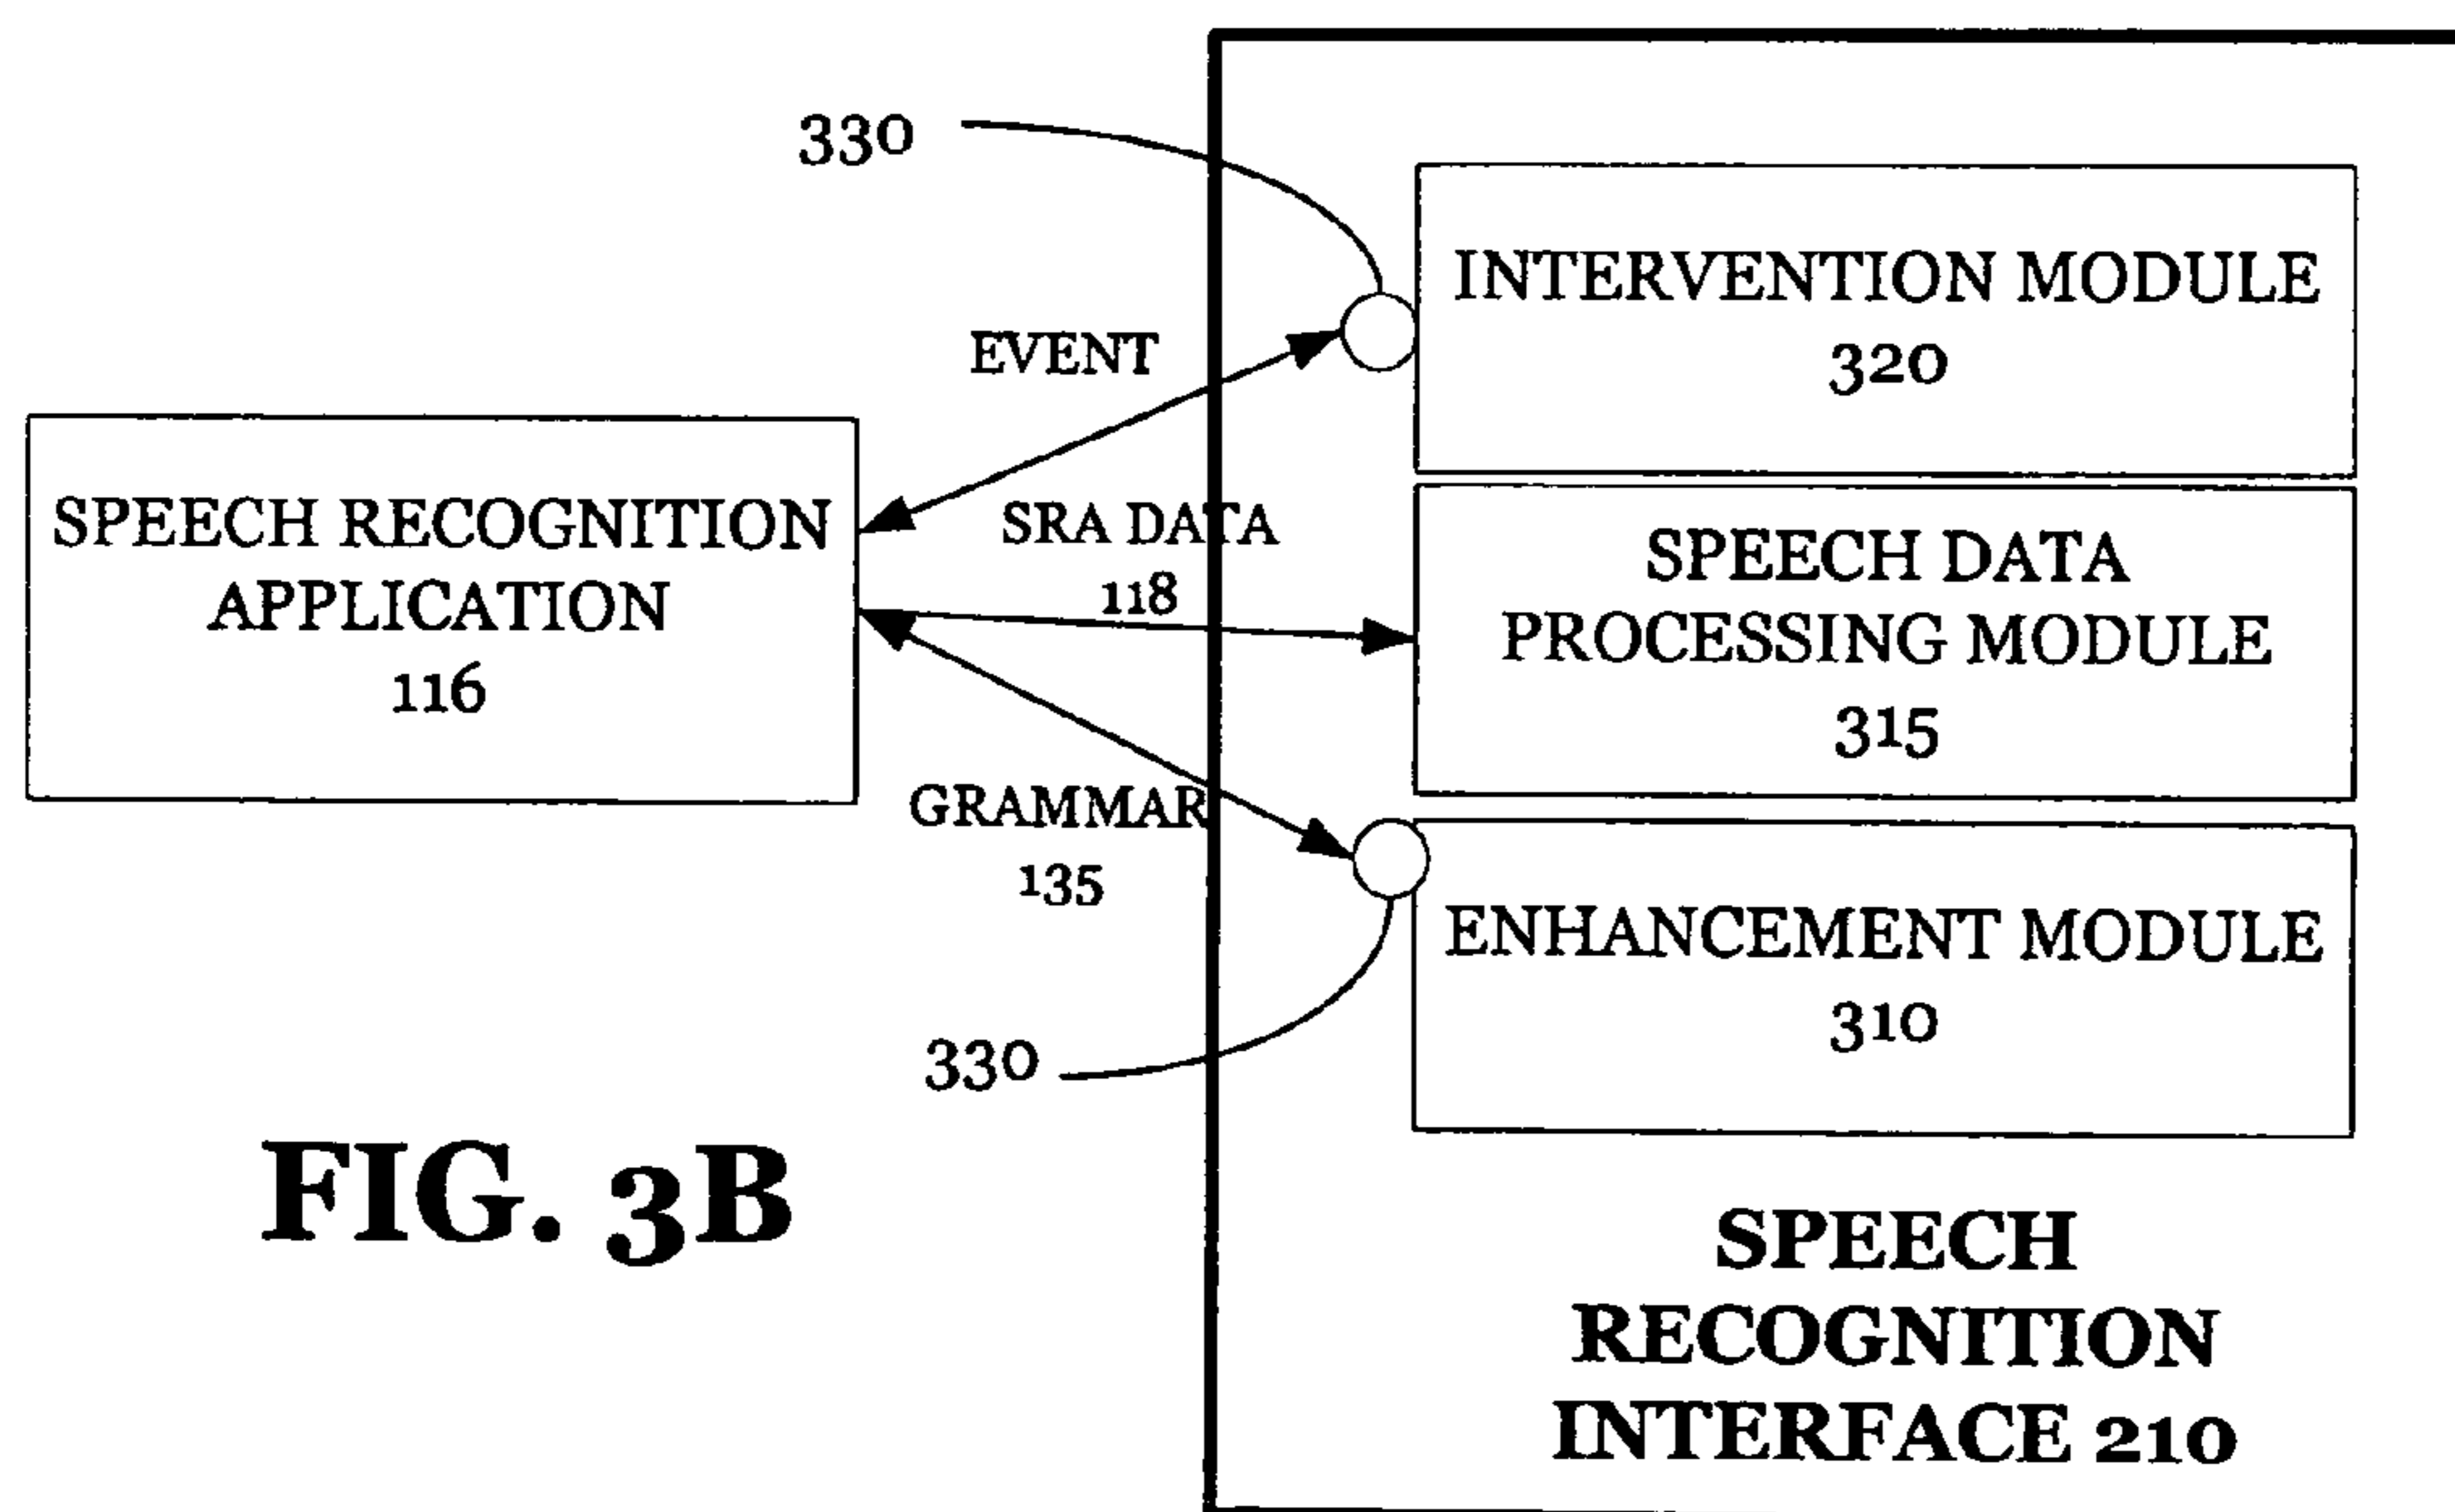 330
INTERVENTION MODULE
320
EVENT
SPEECH RECOGNITION
APPLICATION
116
SRA DATA
118
SPEECH DATA
PROCESSING MODULE
315
GRAMMAR
135
ENHANCEMENT MODULE
310
330
FIG. 3B
SPEECH
RECOGNITION
INTERFACE 210